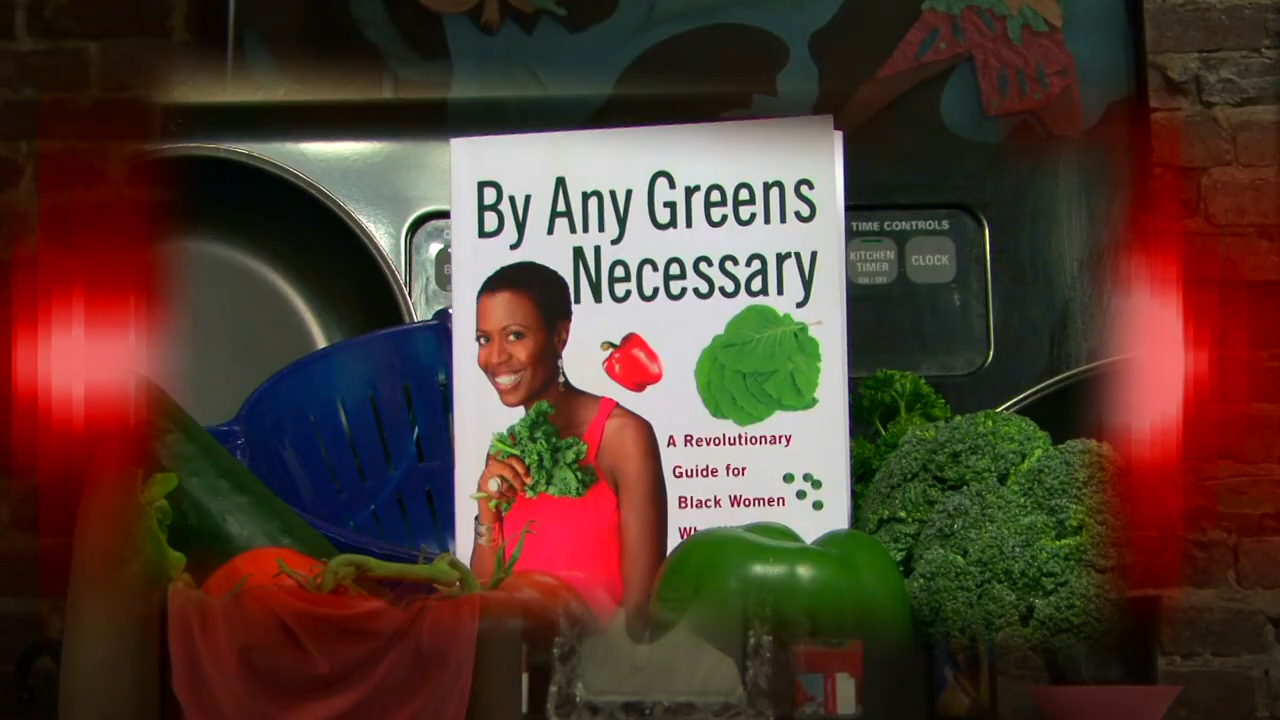 By Any Greens
Necessary
A Revolutionary
Guide for
Black Women
TIME CONTROLS
KITCHEN
TIMER
ON / OFF
CLOCK